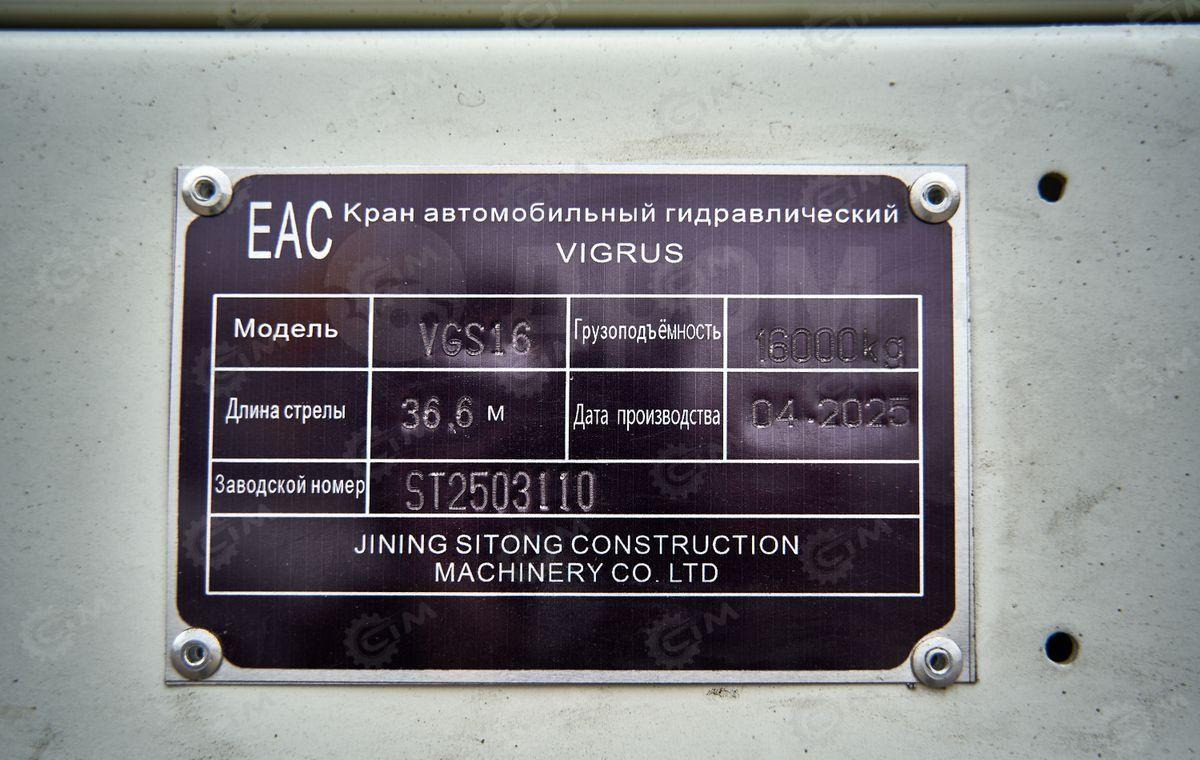 EAC Кран автомобильный гидравлический
VIGRUS
Модель VGS16 Грузоподъёмность 16000kg
Длина стрелы 36,6 м Дата производства 04.2025
Заводской номер ST2503110
JINING SITONG CONSTRUCTION
MACHINERY CO. LTD